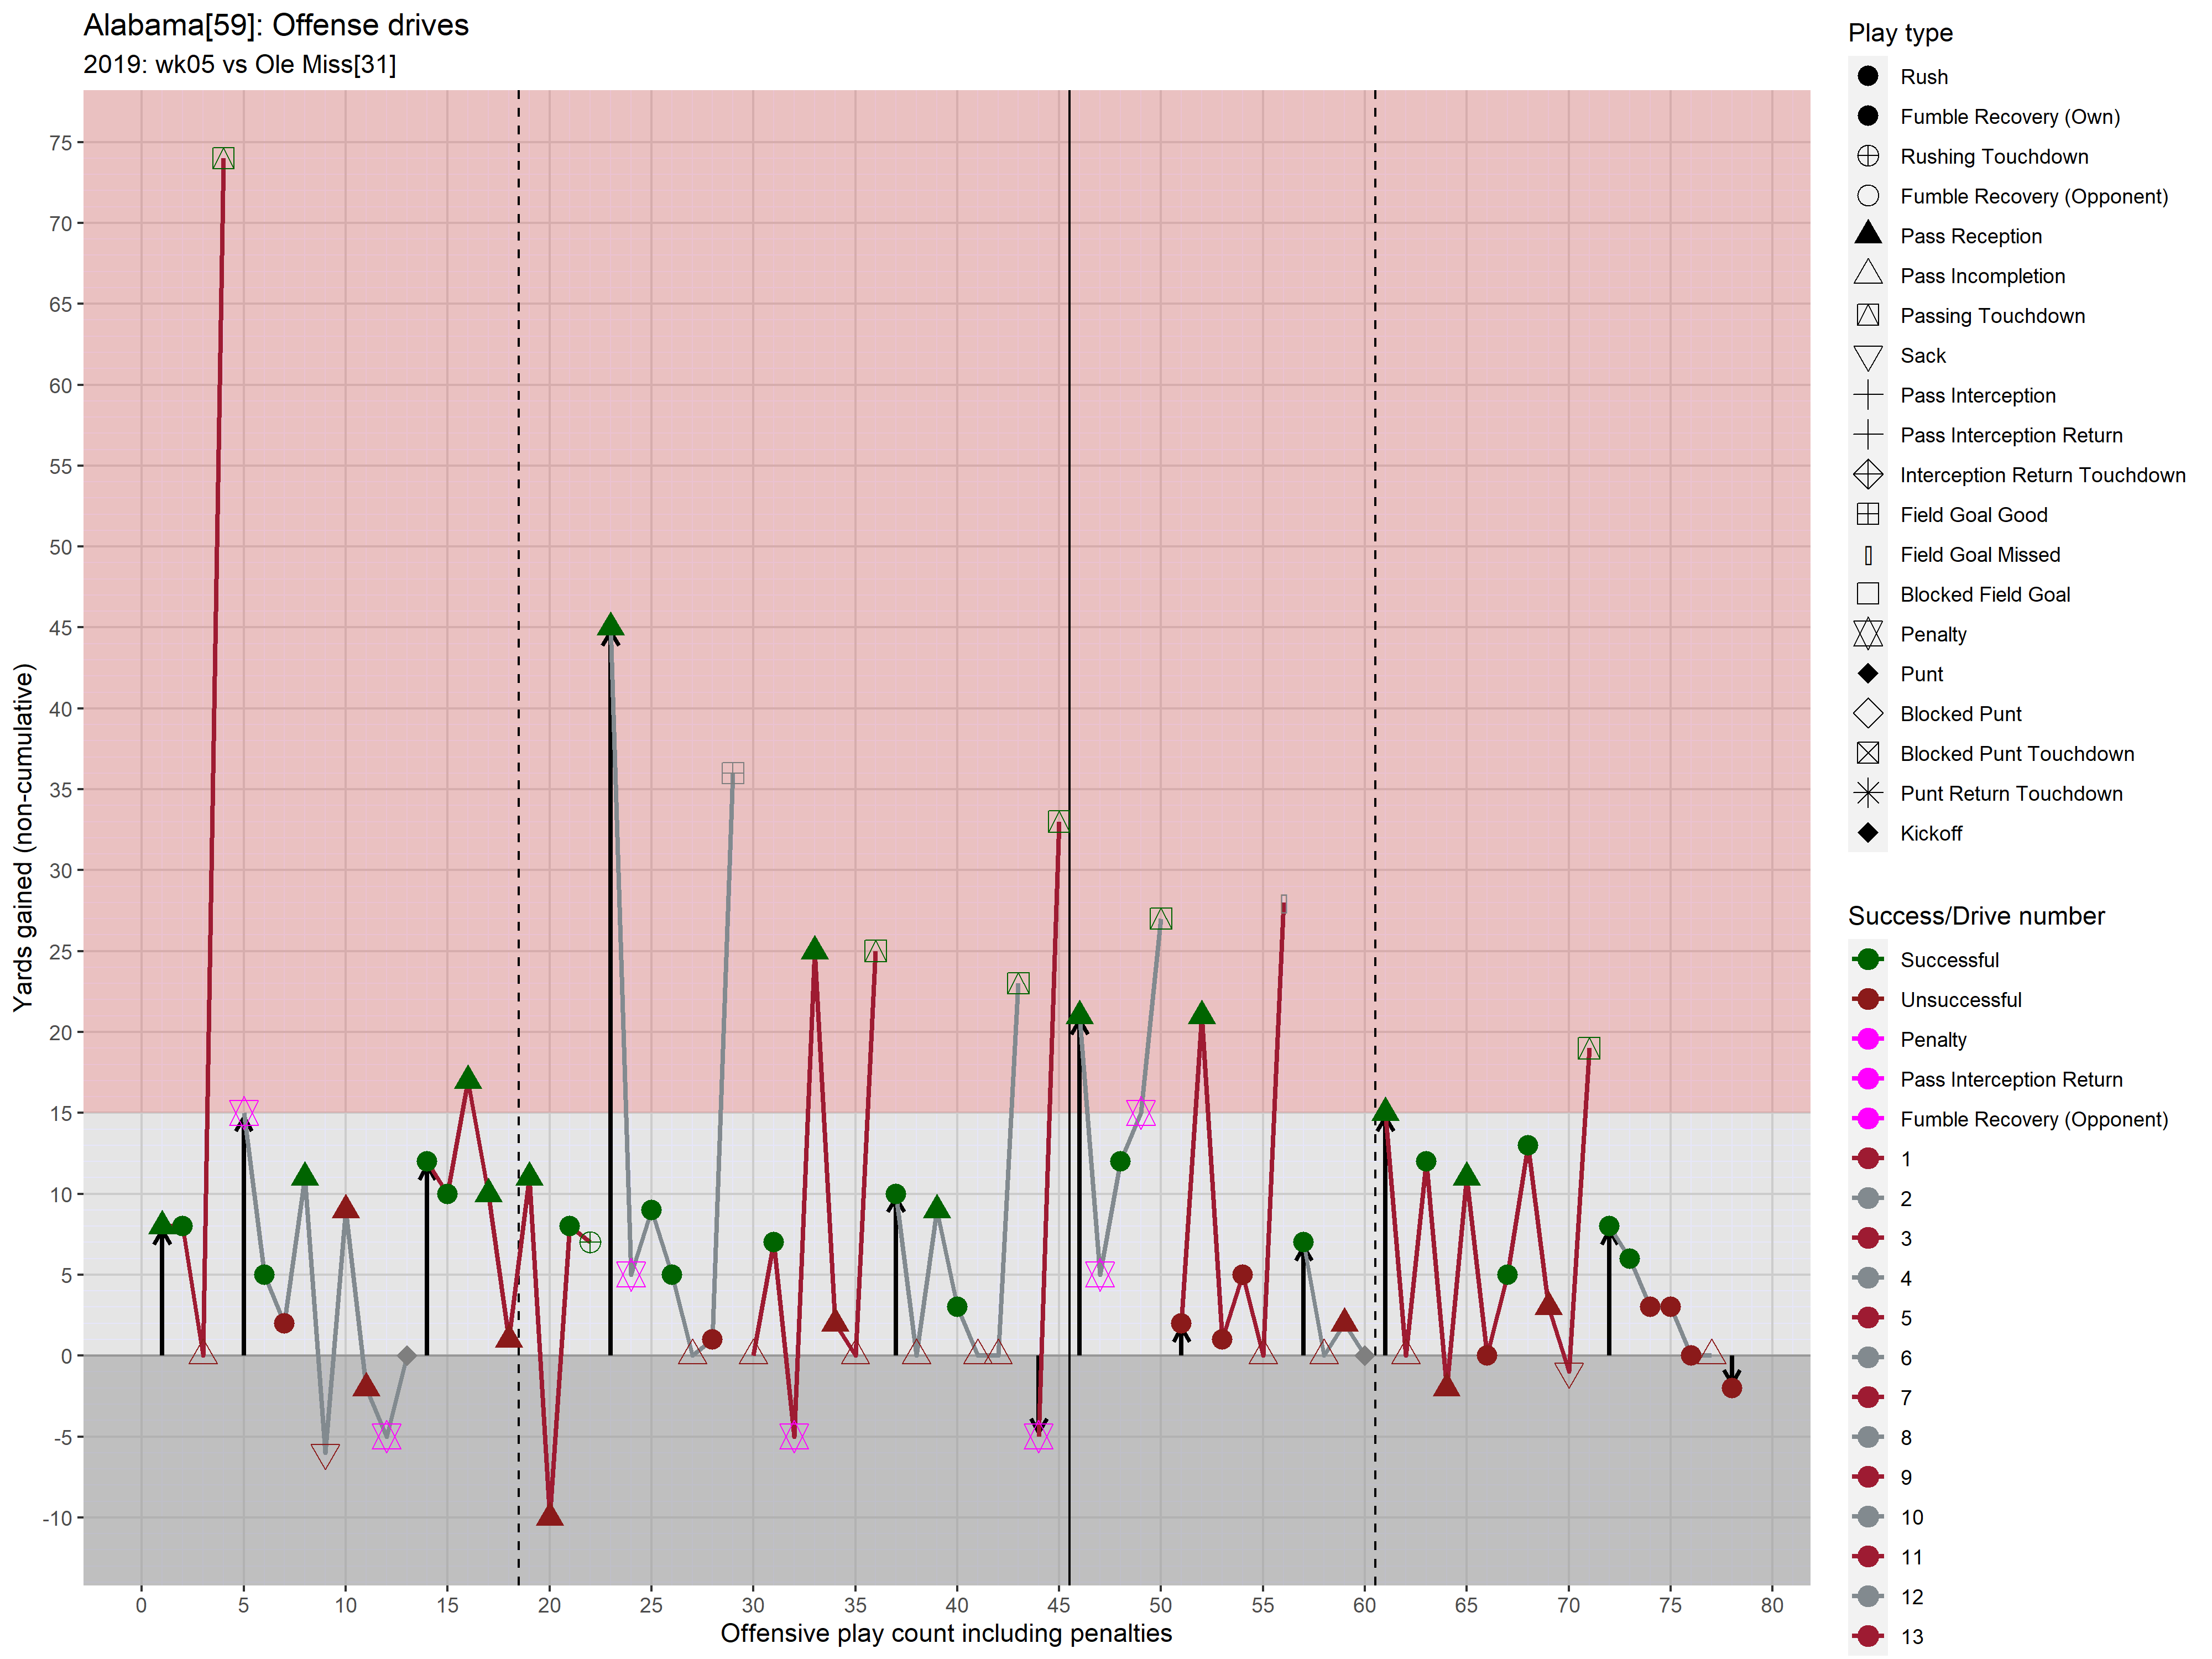 Alabama[59]: Offense drives
2019: wk05 vs Ole Miss[31]
Yards gained (non-cumulative)
75
70
65
60
55
50
45
40
35
30
25
20
15
10
5
0
-5
-10
0 5 10 15 20 25 30 35 40 45 50 55 60 65 70 75 80
Offensive play count including penalties
Play type
Rush
Fumble Recovery (Own)
Rushing Touchdown
Fumble Recovery (Opponent)
Pass Reception
Pass Incompletion
Passing Touchdown
Sack
Pass Interception
Pass Interception Return
Interception Return Touchdown
Field Goal Good
Field Goal Missed
Blocked Field Goal
Penalty
Punt
Blocked Punt
Blocked Punt Touchdown
Punt Return Touchdown
Kickoff
Success/Drive number
Successful
Unsuccessful
Penalty
Pass Interception Return
Fumble Recovery (Opponent)
1
2
3
4
5
6
7
8
9
10
11
12
13